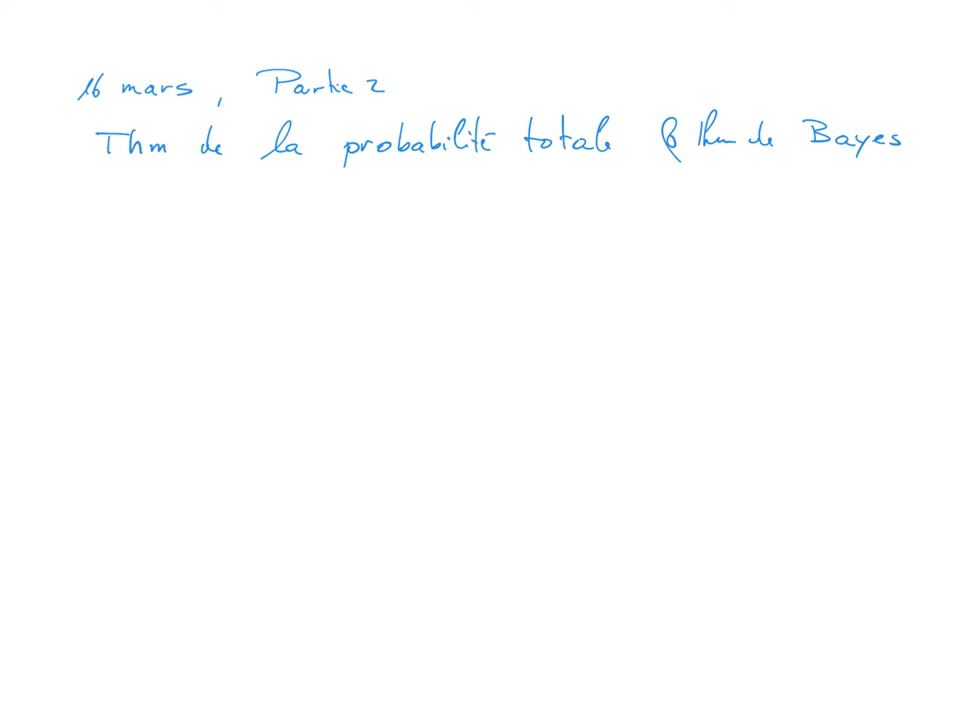 16 mars, Partie 2
Thm de la probabilité totale & thm de Bayes